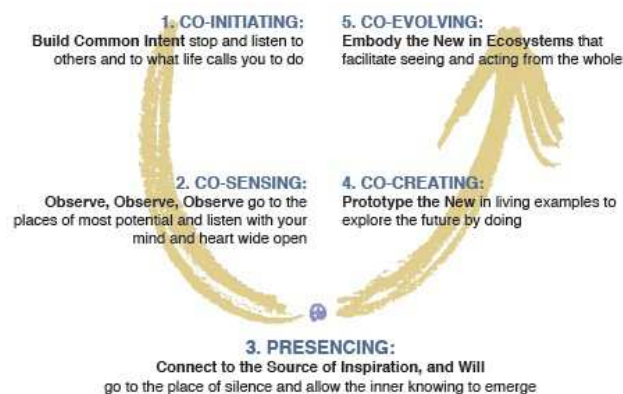 1. CO-INITIATING:
Build Common Intent stop and listen to
others and to what life calls you to do
2. CO-SENSING:
Observe, Observe, Observe go to the
places of most potential and listen with your
mind and heart wide open
3. PRESENCING:
Connect to the Source of Inspiration, and Will
go to the place of silence and allow the inner knowing to emerge
4. CO-CREATING:
Prototype the New in living examples to
explore the future by doing
5. CO-EVOLVING:
Embody the New in Ecosystems that
facilitate seeing and acting from the whole